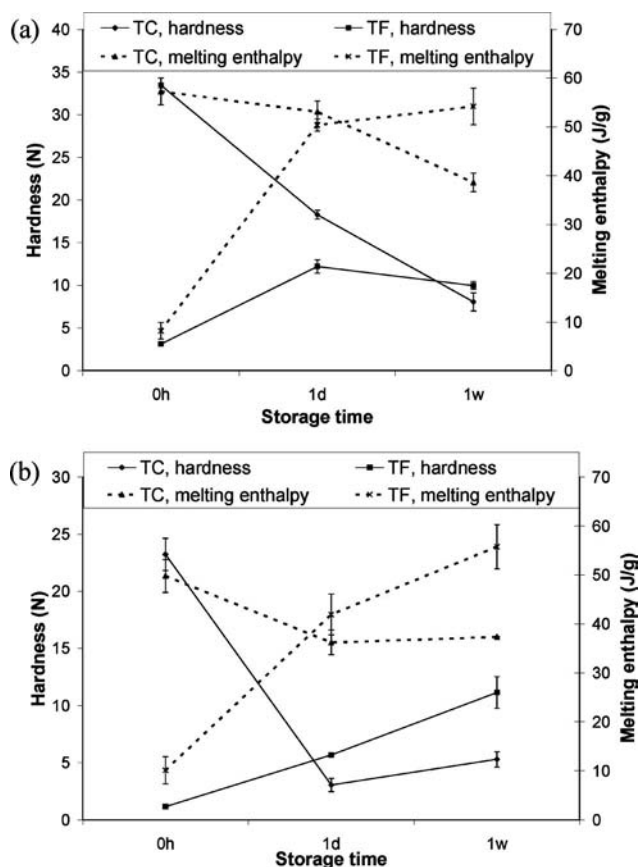 (a)
TC, hardness
TF, hardness
TC, melting enthalpy
TF, melting enthalpy
40
35
30
25
20
15
10
5
0
Hardness (N)
70
60
50
40
30
20
10
0
Melting enthalpy (J/g)
0h
1d
1w
Storage time
(b)
TC, hardness
TF, hardness
TC, melting enthalpy
TF, melting enthalpy
30
25
20
15
10
5
0
Hardness (N)
70
60
50
40
30
20
10
0
Melting enthalpy (J/g)
0h
1d
1w
Storage time